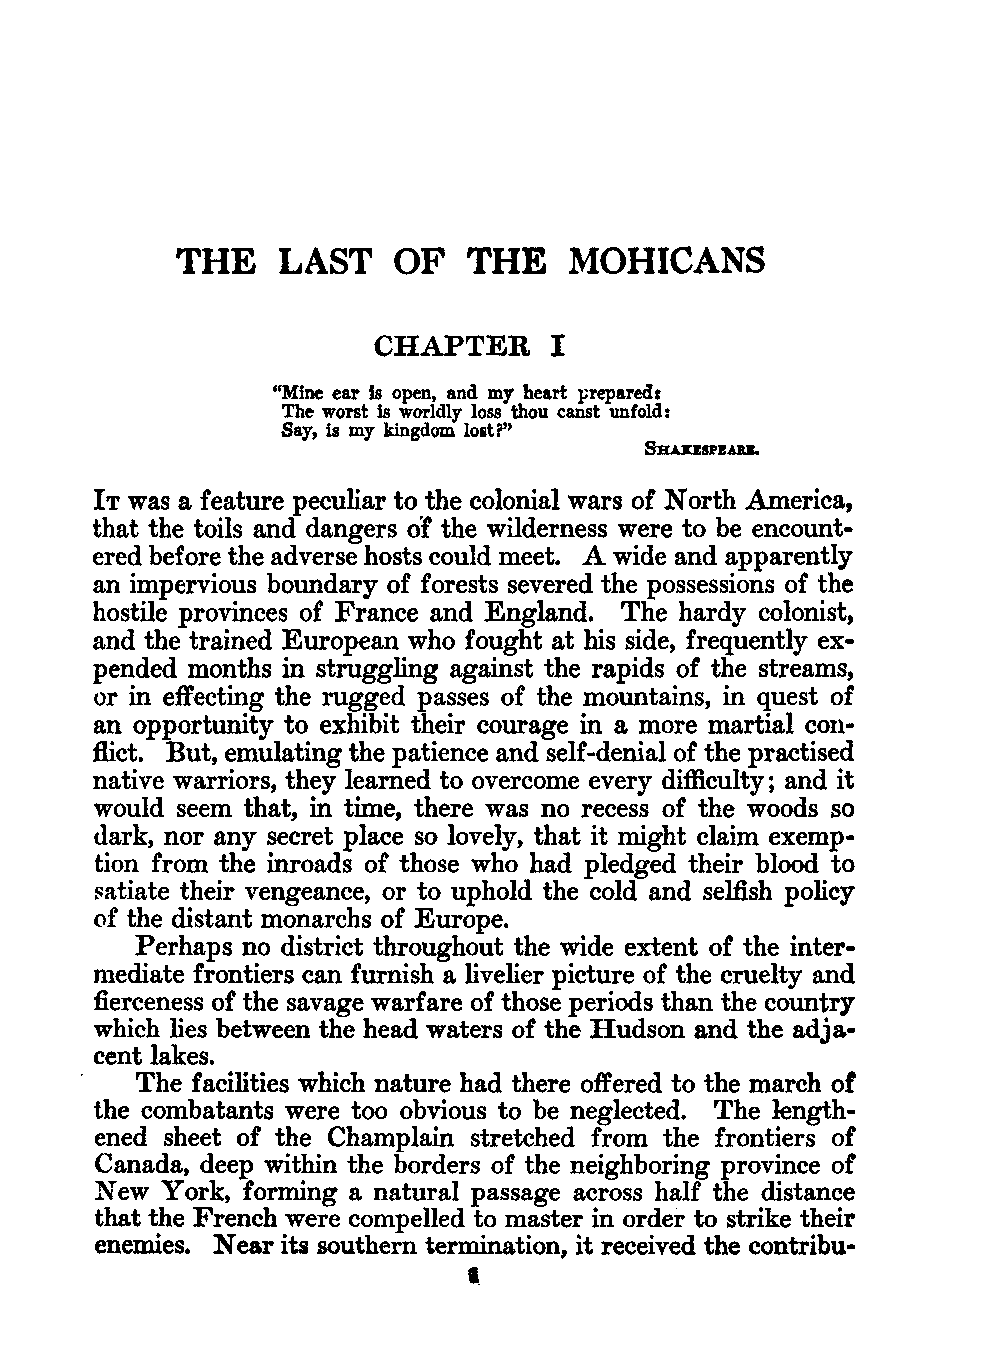 THE LAST OF THE MOHICANS
CHAPTER I
“Mine ear is open, and my heart prepared:
The worst is worldly loss thou canst unfold:
Say, is my kingdom lost?”
SHAKESPEARE.
IT was a feature peculiar to the colonial wars of North America,
that the toils and dangers of the wilderness were to be encount-
ered before the adverse hosts could meet. A wide and apparently
an impervious boundary of forests severed the possessions of the
hostile provinces of France and England. The hardy colonist,
and the trained European who fought at his side, frequently ex-
pended months in struggling against the rapids of the streams,
or in effecting the rugged passes of the mountains, in quest of
an opportunity to exhibit their courage in a more martial con-
flict. But, emulating the patience and self-denial of the practised
native warriors, they learned to overcome every difficulty; and it
would seem that, in time, there was no recess of the woods so
dark, nor any secret place so lovely, that it might claim exemp-
tion from the inroads of those who had pledged their blood to
satiate their vengeance, or to uphold the cold and selfish policy
of the distant monarchs of Europe.
Perhaps no district throughout the wide extent of the inter-
mediate frontiers can furnish a livelier picture of the cruelty and
fierceness of the savage warfare of those periods than the country
which lies between the head waters of the Hudson and the adja-
cent lakes.
The facilities which nature had there offered to the march of
the combatants were too obvious to be neglected. The length-
ened sheet of the Champlain stretched from the frontiers of
Canada, deep within the borders of the neighboring province of
New York, forming a natural passage across half the distance
that the French were compelled to master in order to strike their
enemies. Near its southern termination, it received the contribu-
1